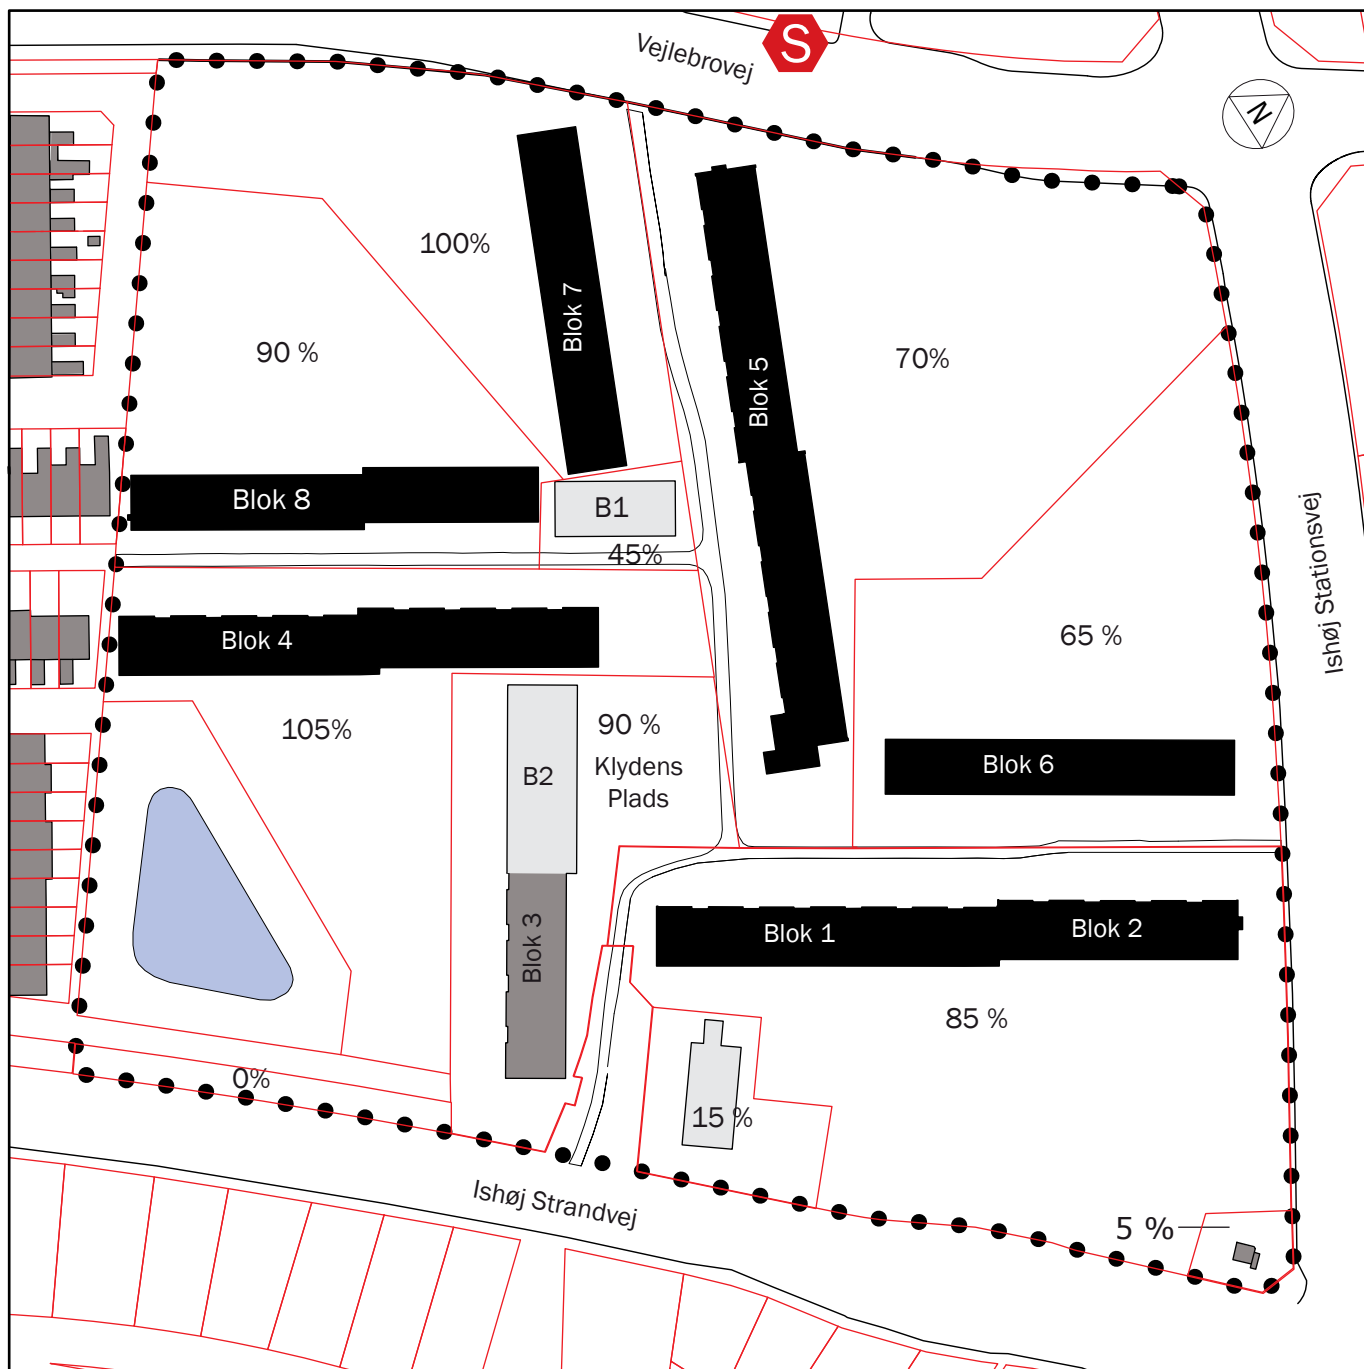 S
Vejlebrovej
N
100%
Blok 7
90 %
70%
Blok 5
Blok 8
B1
45%
Ishøj Stationsvej
65 %
Blok 4
105%
90 %
Klydens
Plads
B2
Blok 6
Blok 3
Blok 1
Blok 2
85 %
0%
15 %
Ishøj Strandvej
5 %